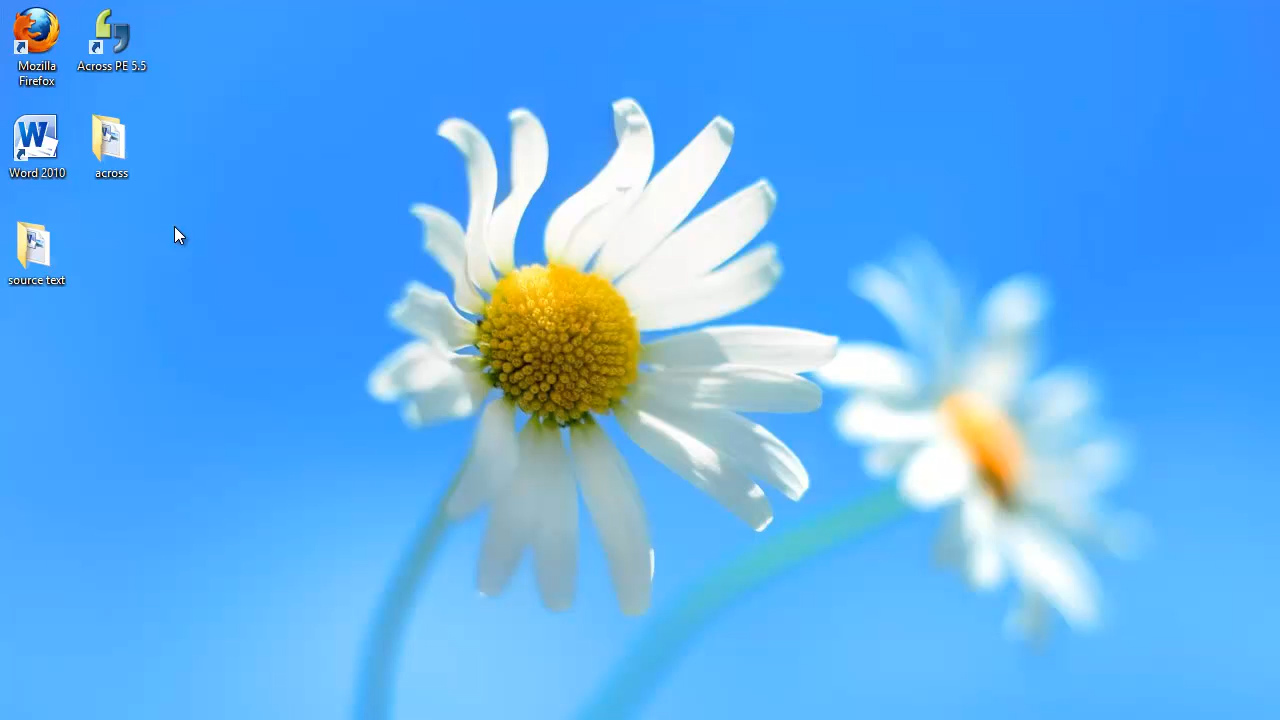 Mozilla
Firefox
Across PE 5.5
Word 2010
across
source text